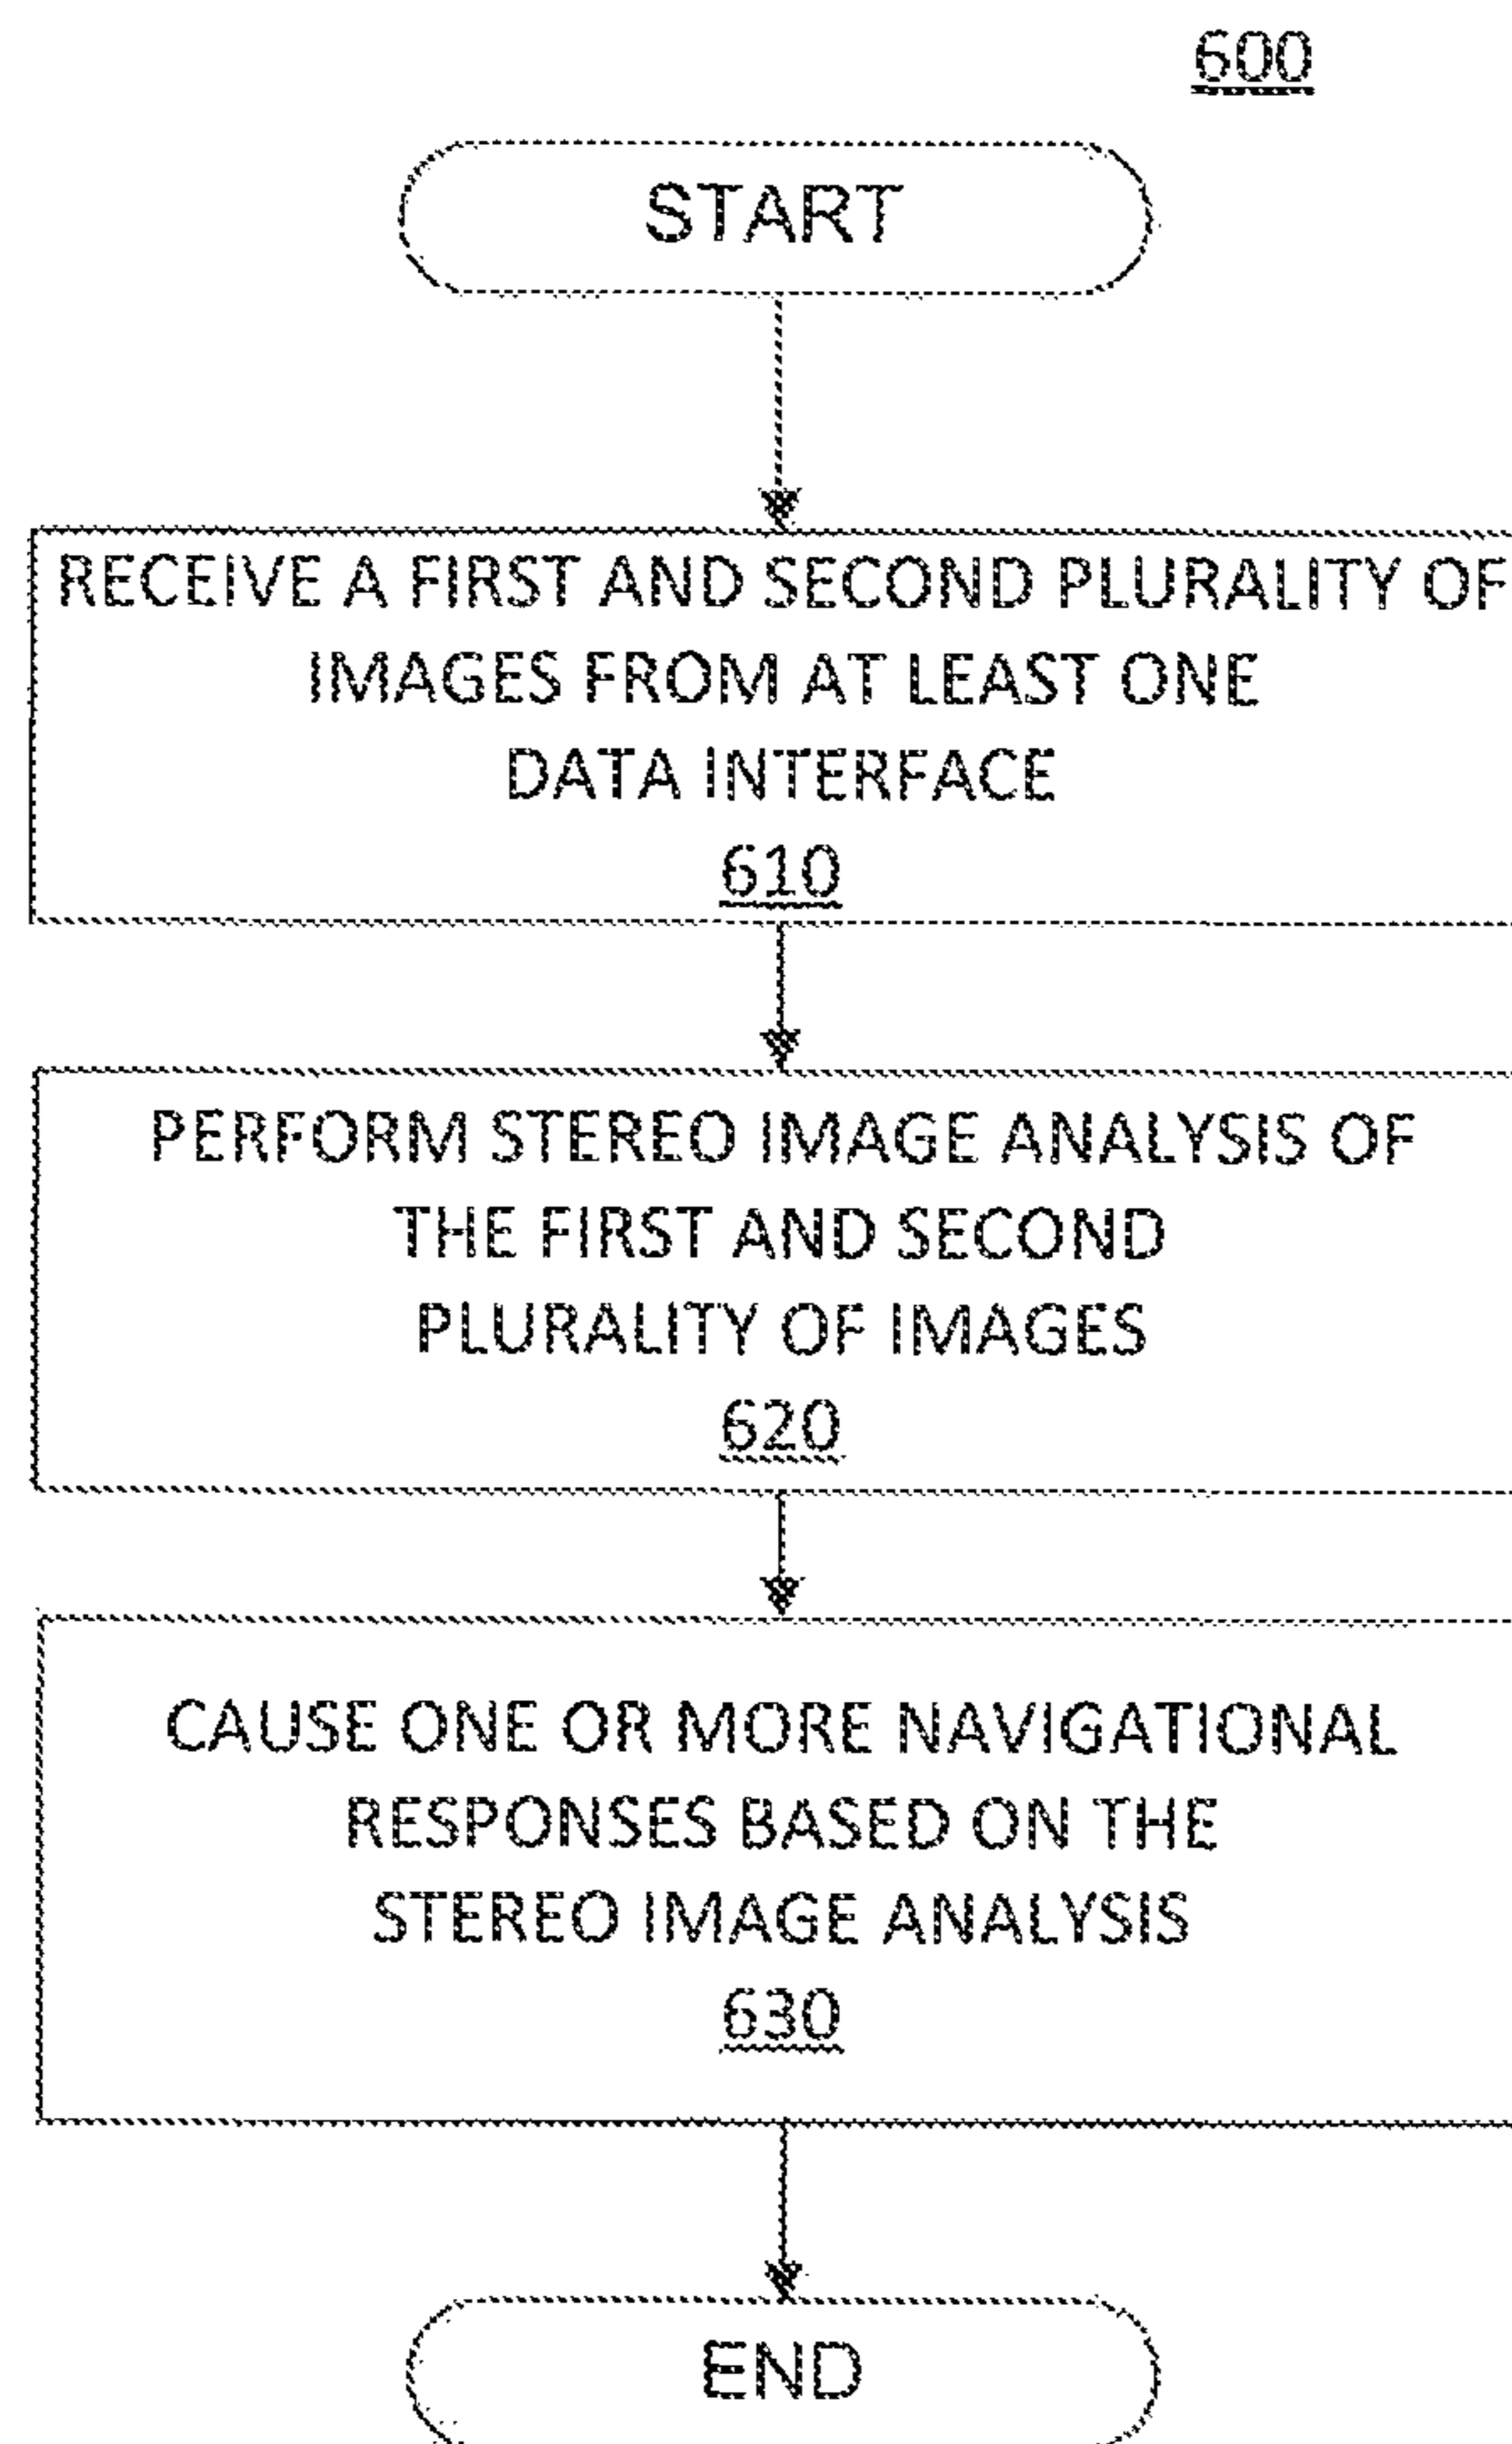 600
START
RECEIVE A FIRST AND SECOND PLURALITY OF
IMAGES FROM AT LEAST ONE
DATA INTERFACE
610
PERFORM STEREO IMAGE ANALYSIS OF
THE FIRST AND SECOND
PLURALITY OF IMAGES
620
CAUSE ONE OR MORE NAVIGATIONAL
RESPONSES BASED ON THE
STEREO IMAGE ANALYSIS
630
END